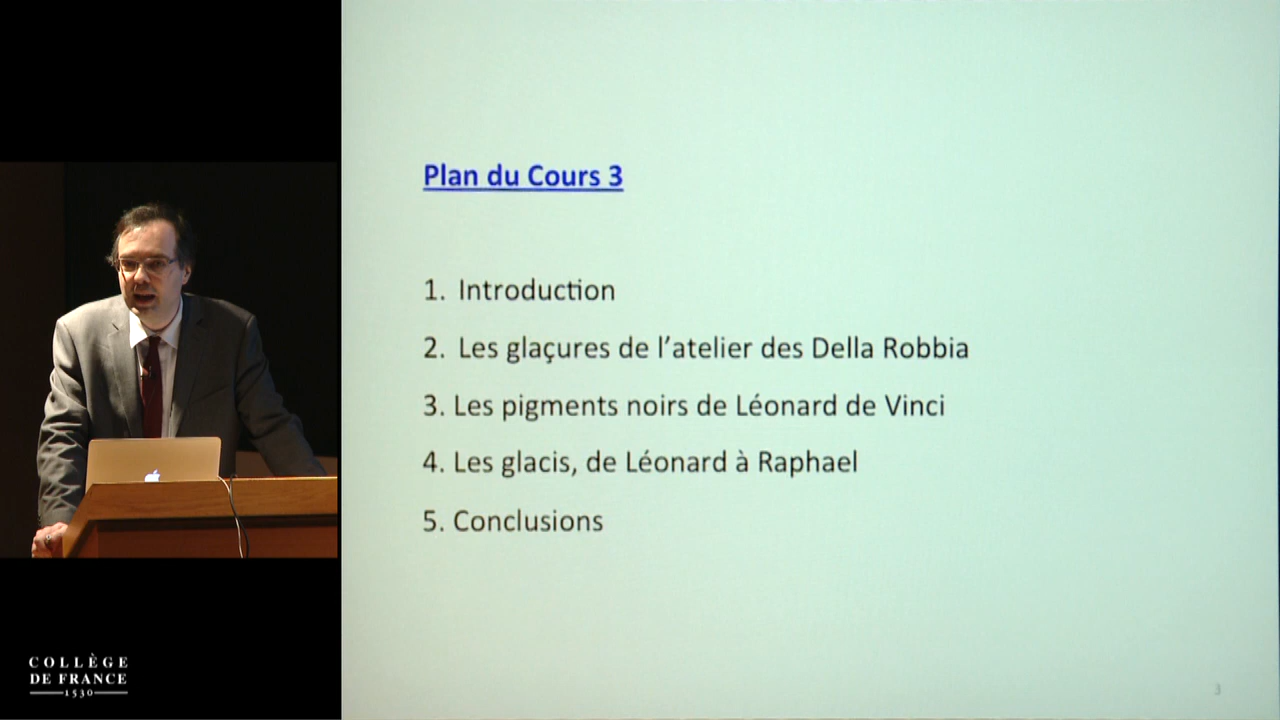 Plan du Cours 3
1. Introduction
2. Les glaçures de l’atelier des Della Robbia
3. Les pigments noirs de Léonard de Vinci
4. Les glacis, de Léonard à Raphael
5. Conclusions
3
COLLÈGE
DE FRANCE
1530